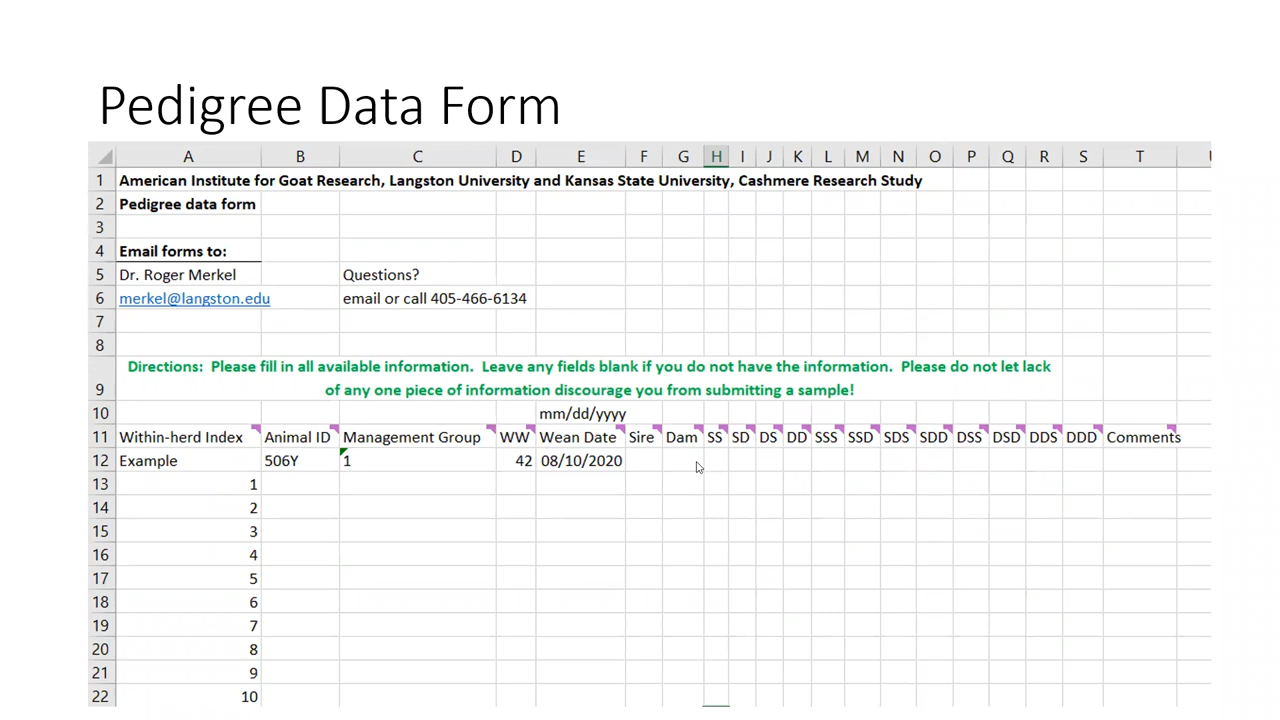 Pedigree Data Form
A B C D E F G H I J K L M N O P Q R S T
1 American Institute for Goat Research, Langston University and Kansas State University, Cashmere Research Study
2 Pedigree data form
3
4 Email forms to:
5 Dr. Roger Merkel Questions?
6 merkel@langston.edu email or call 405-466-6134
7
8
Directions: Please fill in all available information. Leave any fields blank if you do not have the information. Please do not let lack
9 of any one piece of information discourage you from submitting a sample!
10 mm/dd/yyyy
11 Within-herd Index Animal ID Management Group WW Wean Date Sire Dam SS SD DS DD SSS SSD SDS SDD DSS DSD DDS DDD Comments
12 Example 506Y 1 42 08/10/2020
13 1
14 2
15 3
16 4
17 5
18 6
19 7
20 8
21 9
22 10